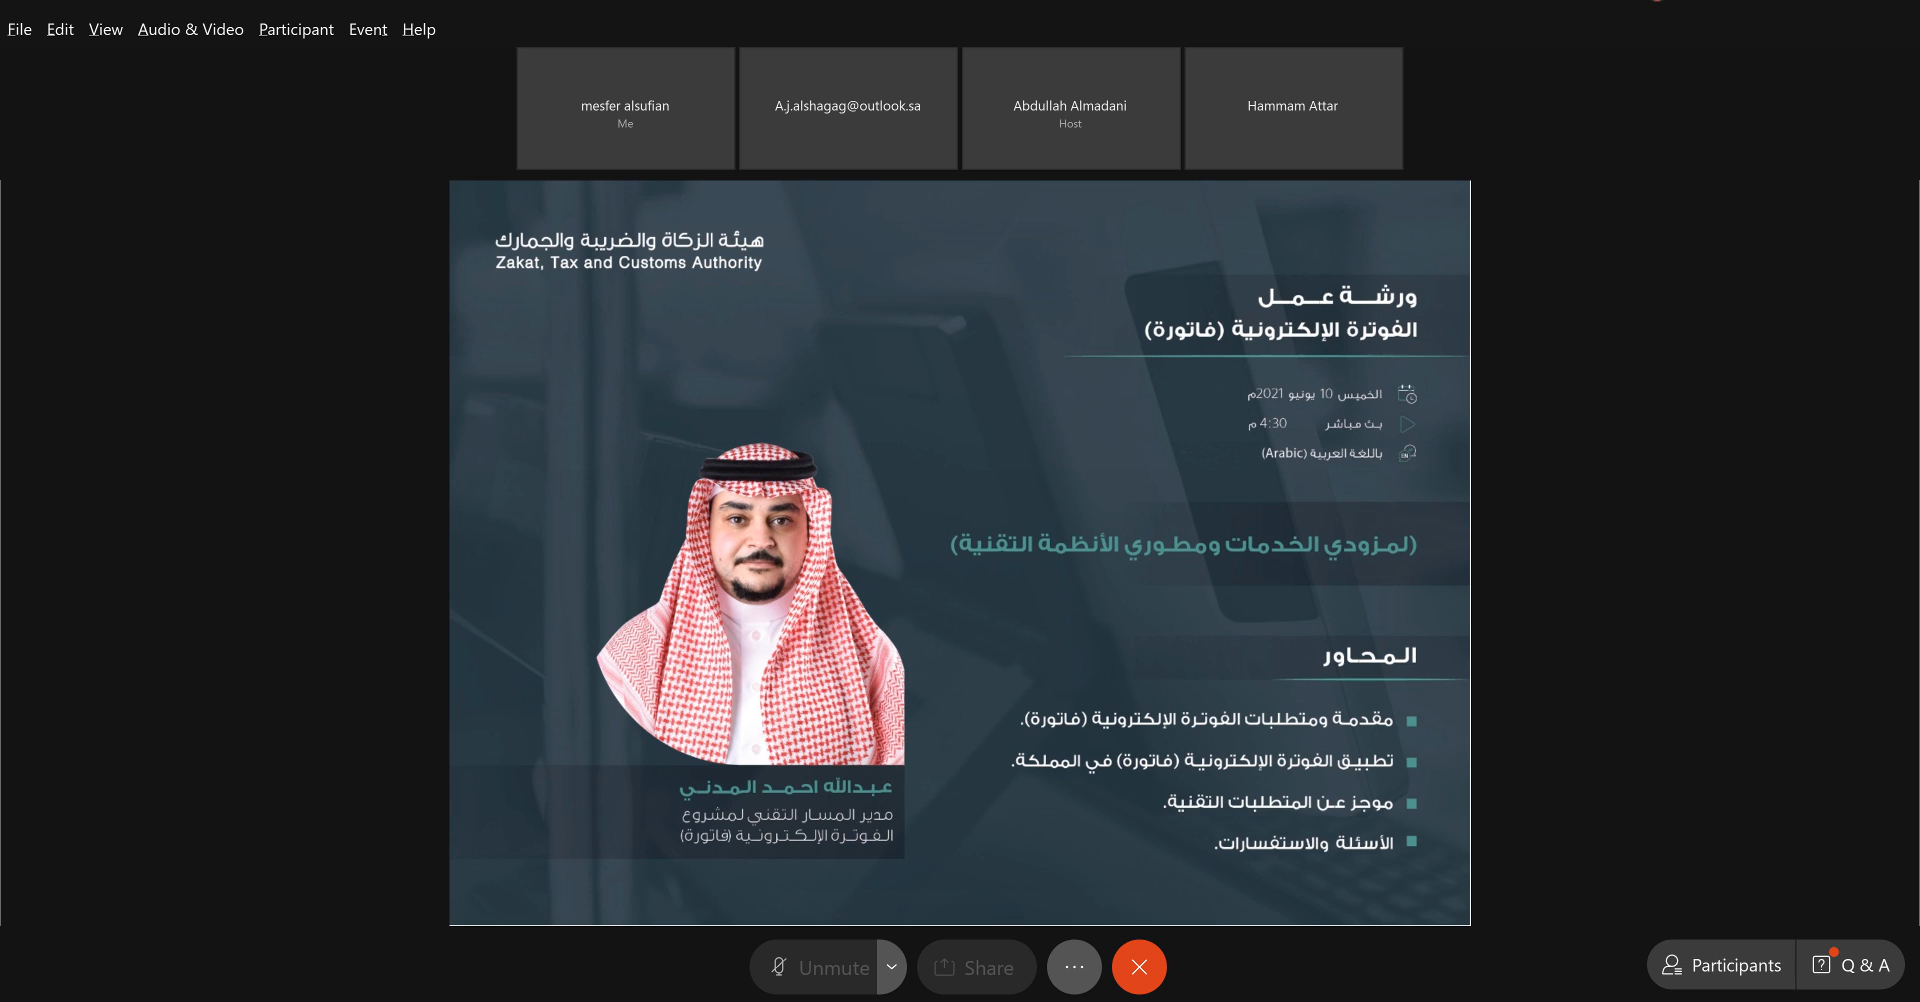 File Edit View Audio & Video Participant Event Help
mesfer alsufian
Me
A.j.alshagag@outlook.sa
Abdullah Almadani
Host
Hammam Attar
هيئة الزكاة والضريبة والجمارك
Zakat, Tax and Customs Authority
ورشة عمل
الفوترة الإلكترونية (فاتورة)
الخميس 10 يونيو 2021م
بث مباشر 4:30 م
باللغة العربية (Arabic)
EN
(لمزودي الخدمات ومطوري الأنظمة التقنية)
المحاور
مقدمة ومتطلبات الفوترة الإلكترونية (فاتورة).
تطبيق الفوترة الإلكترونية (فاتورة) في المملكة.
موجز عن المتطلبات التقنية.
الأسئلة والاستفسارات.
عبدالله احمد المدني
مدير المسار التقني لمشروع
الفوترة الإلكترونية (فاتورة)
Unmute
Share
Participants
Q & A